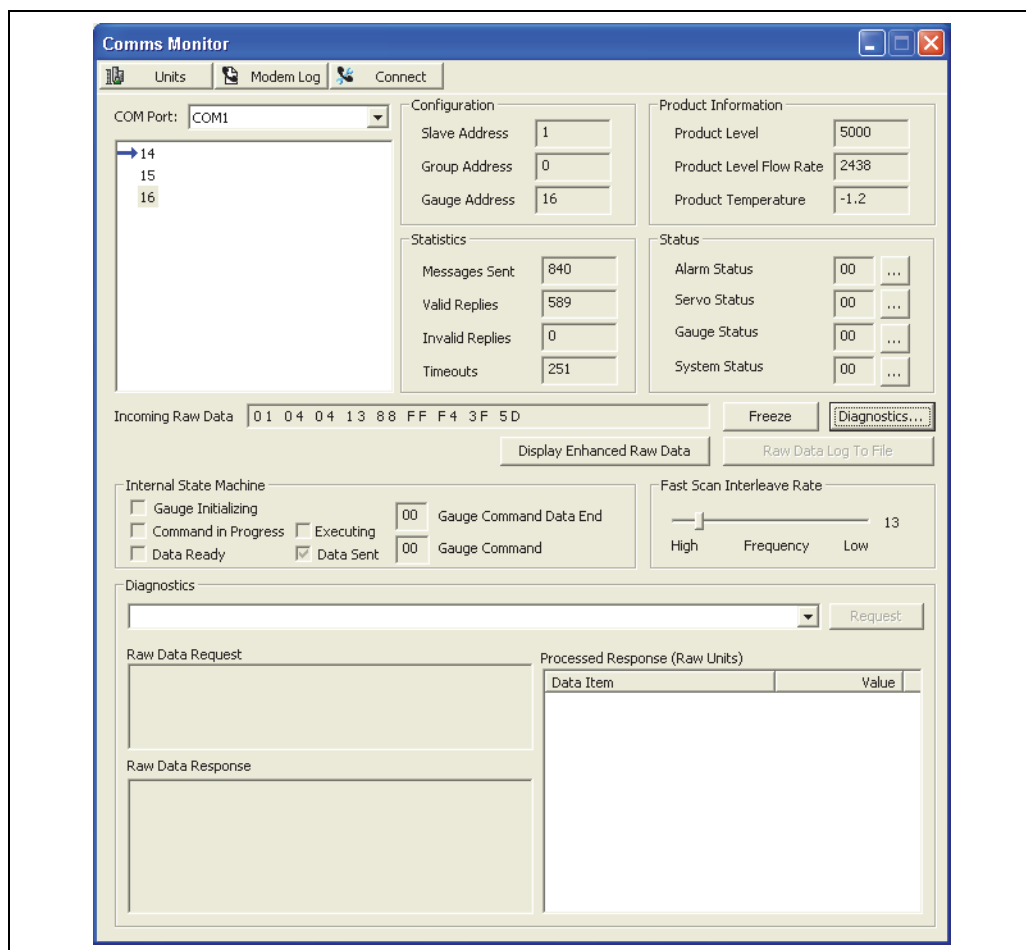 Comms Monitor
Units Modem Log Connect
COM Port: COM1
14
15
16
Configuration
Slave Address 1
Group Address 0
Gauge Address 16
Product Information
Product Level 5000
Product Level Flow Rate 2438
Product Temperature -1.2
Statistics
Messages Sent 840
Valid Replies 589
Invalid Replies 0
Timeouts 251
Status
Alarm Status 00 ...
Servo Status 00 ...
Gauge Status 00 ...
System Status 00 ...
Incoming Raw Data 01 04 04 13 88 FF F4 3F 5D Freeze Diagnostics...
Display Enhanced Raw Data Raw Data Log To File
Internal State Machine
Gauge Initializing
Command in Progress Executing
Data Ready Data Sent
00 Gauge Command Data End
00 Gauge Command
Fast Scan Interleave Rate
13
High Frequency Low
Diagnostics
Request
Raw Data Request
Raw Data Response
Processed Response (Raw Units)
Data Item Value